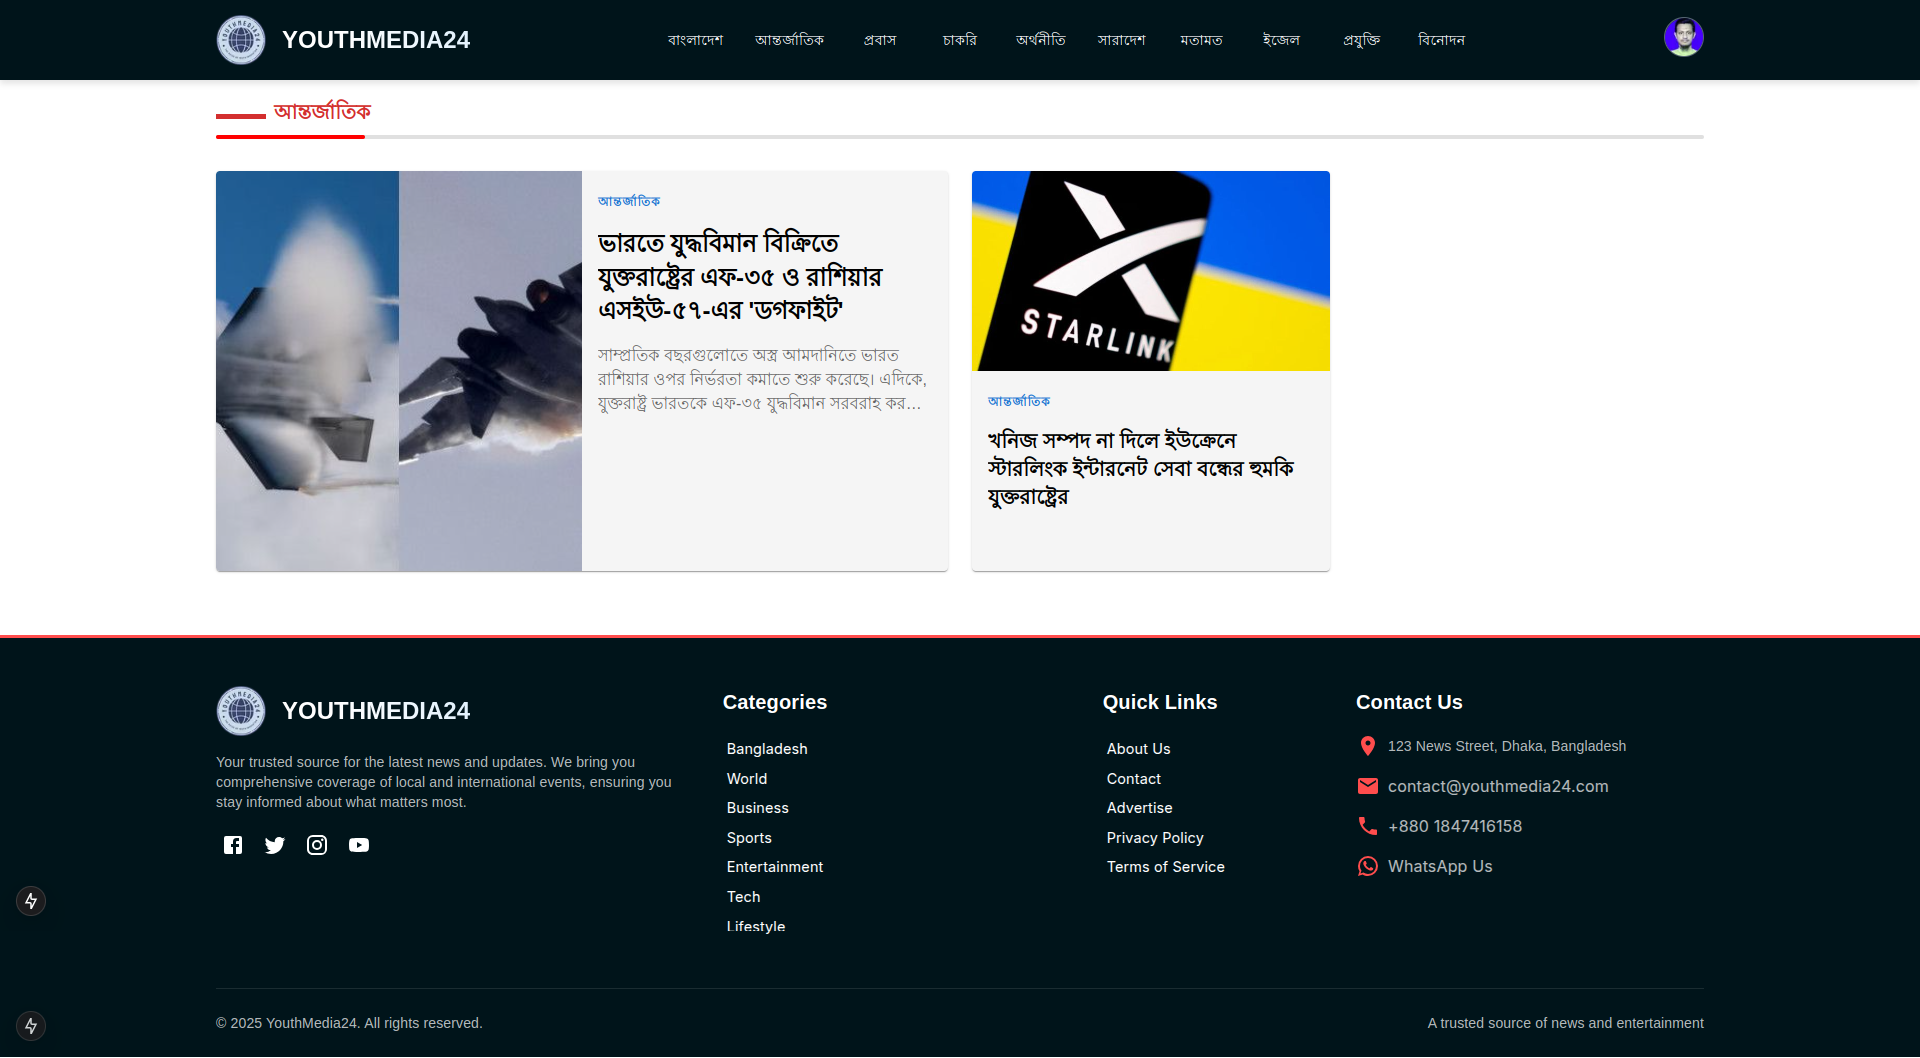 YOUTHMEDIA24
বাংলাদেশ আন্তর্জাতিক প্রবাস চাকরি অর্থনীতি সারাদেশ মতামত ইজেল প্রযুক্তি বিনোদন
আন্তর্জাতিক
আন্তর্জাতিক
ভারতে যুদ্ধবিমান বিক্রিতে
যুক্তরাষ্ট্রের এফ-৩৫ ও রাশিয়ার
এসইউ-৫৭-এর 'ডগফাইট'
সাম্প্রতিক বছরগুলোতে অস্ত্র আমদানিতে ভারত
রাশিয়ার ওপর নির্ভরতা কমাতে শুরু করেছে। এদিকে,
যুক্তরাষ্ট্র ভারতকে এফ-৩৫ যুদ্ধবিমান সরবরাহ কর...
STARLINK
আন্তর্জাতিক
খনিজ সম্পদ না দিলে ইউক্রেনে
স্টারলিংক ইন্টারনেট সেবা বন্ধের হুমকি
যুক্তরাষ্ট্রের
YOUTHMEDIA24
Your trusted source for the latest news and updates. We bring you
comprehensive coverage of local and international events, ensuring you
stay informed about what matters most.
Categories
Bangladesh
World
Business
Sports
Entertainment
Tech
Lifestyle
Quick Links
About Us
Contact
Advertise
Privacy Policy
Terms of Service
Contact Us
123 News Street, Dhaka, Bangladesh
contact@youthmedia24.com
+880 1847416158
WhatsApp Us
© 2025 YouthMedia24. All rights reserved.
A trusted source of news and entertainment